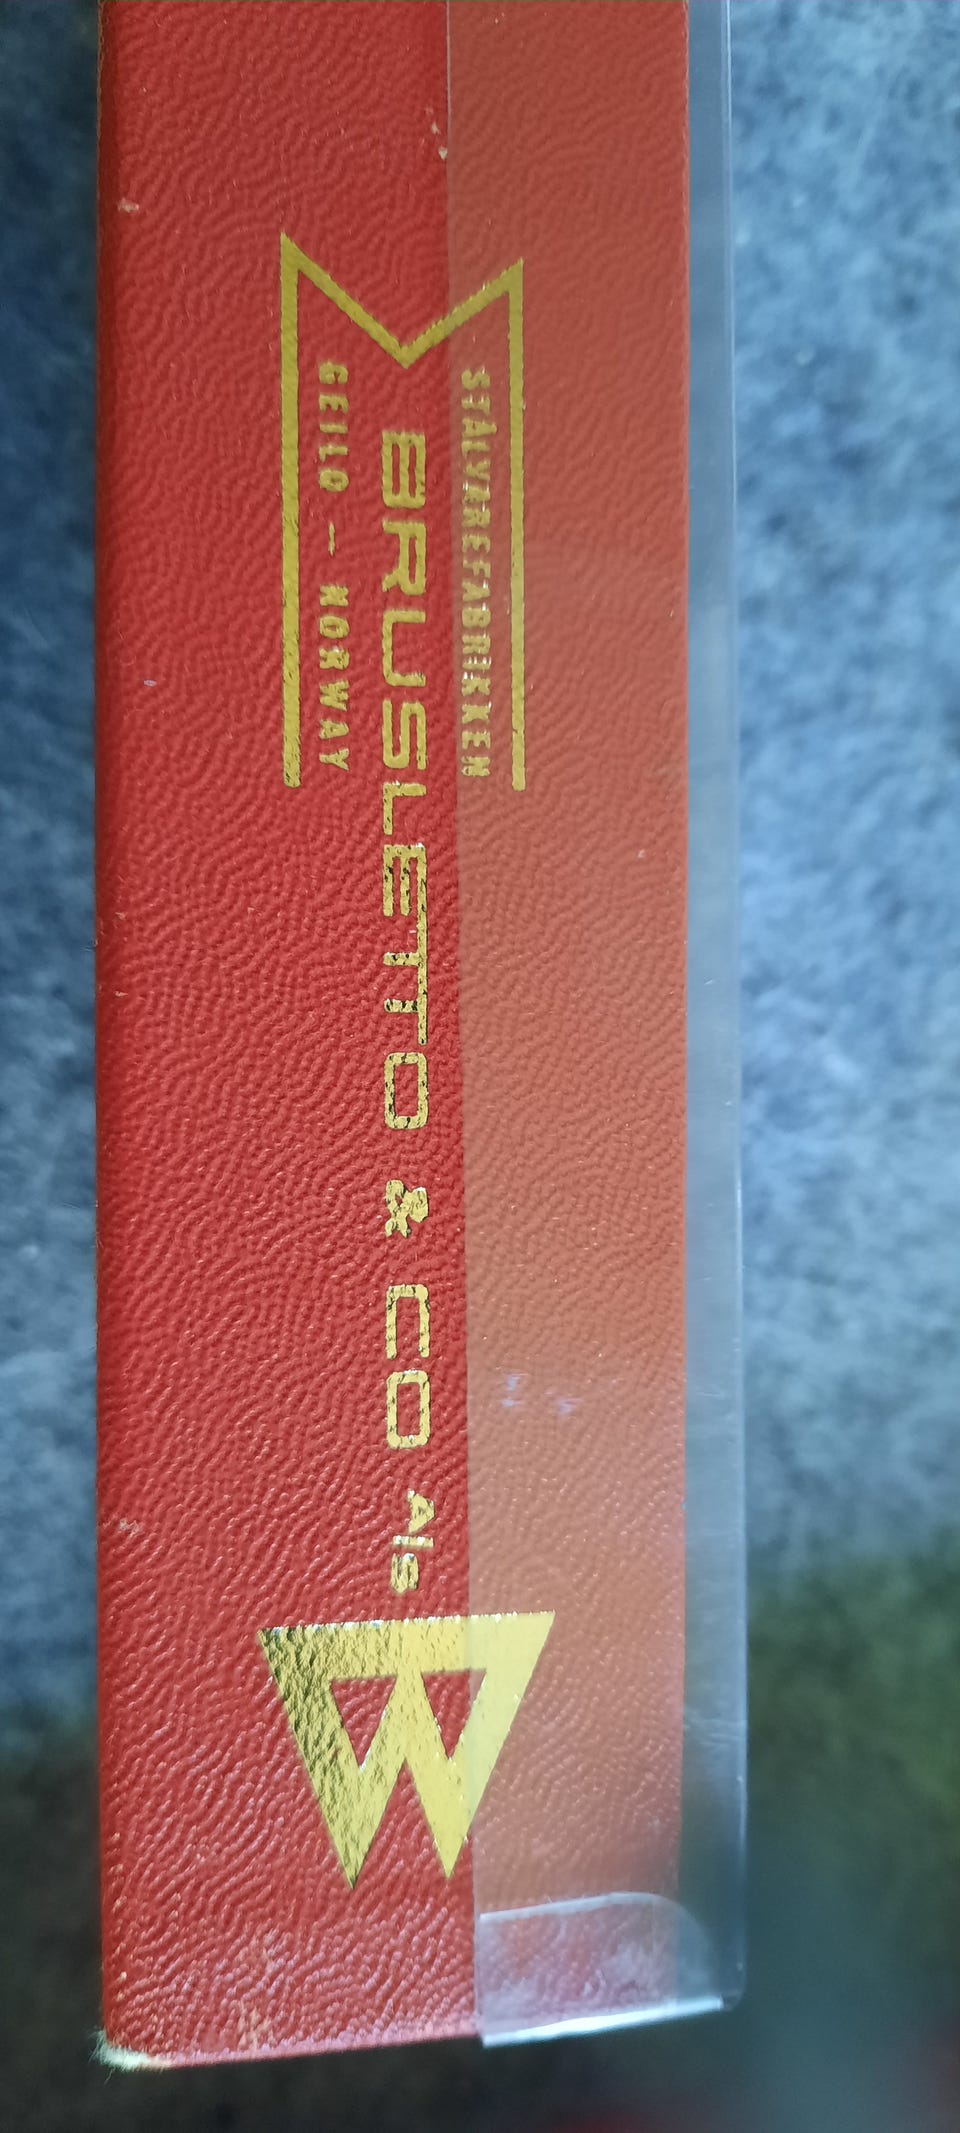 STÅLVAREFABRIKKEN
BRUSLETTO & CO A/S
GEILO — NORWAY